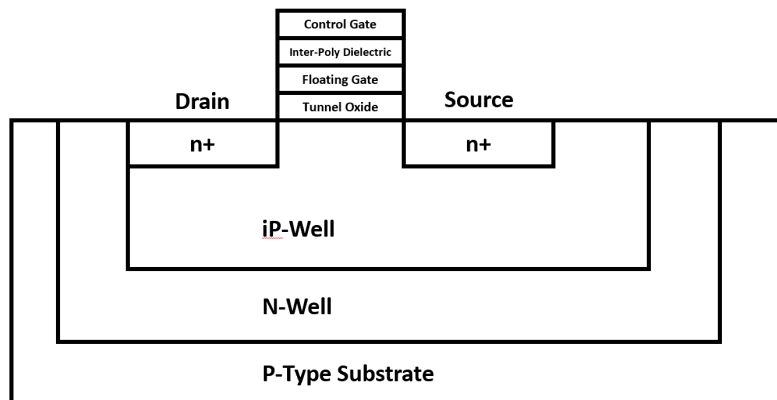 Control Gate
Inter-Poly Dielectric
Floating Gate
Tunnel Oxide
Drain
Source
n+
n+
iP-Well
N-Well
P-Type Substrate